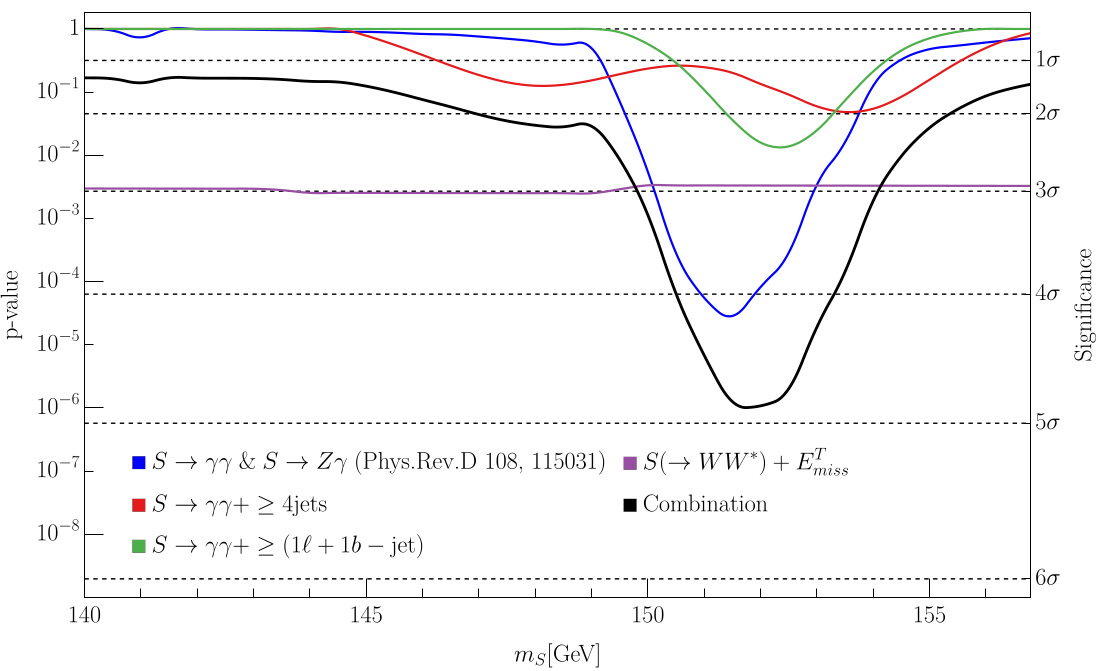 1
10⁻¹
10⁻²
10⁻³
10⁻⁴
10⁻⁵
10⁻⁶
10⁻⁷
10⁻⁸
p-value
1σ
2σ
3σ
4σ
5σ
6σ
Significance
S → γγ & S → Zγ (Phys.Rev.D 108, 115031)
S → γγ+ ≥ 4jets
S → γγ+ ≥ (1ℓ + 1b − jet)
S(→ WW*) + E^T_miss
Combination
140 145 150 155
m_S[GeV]